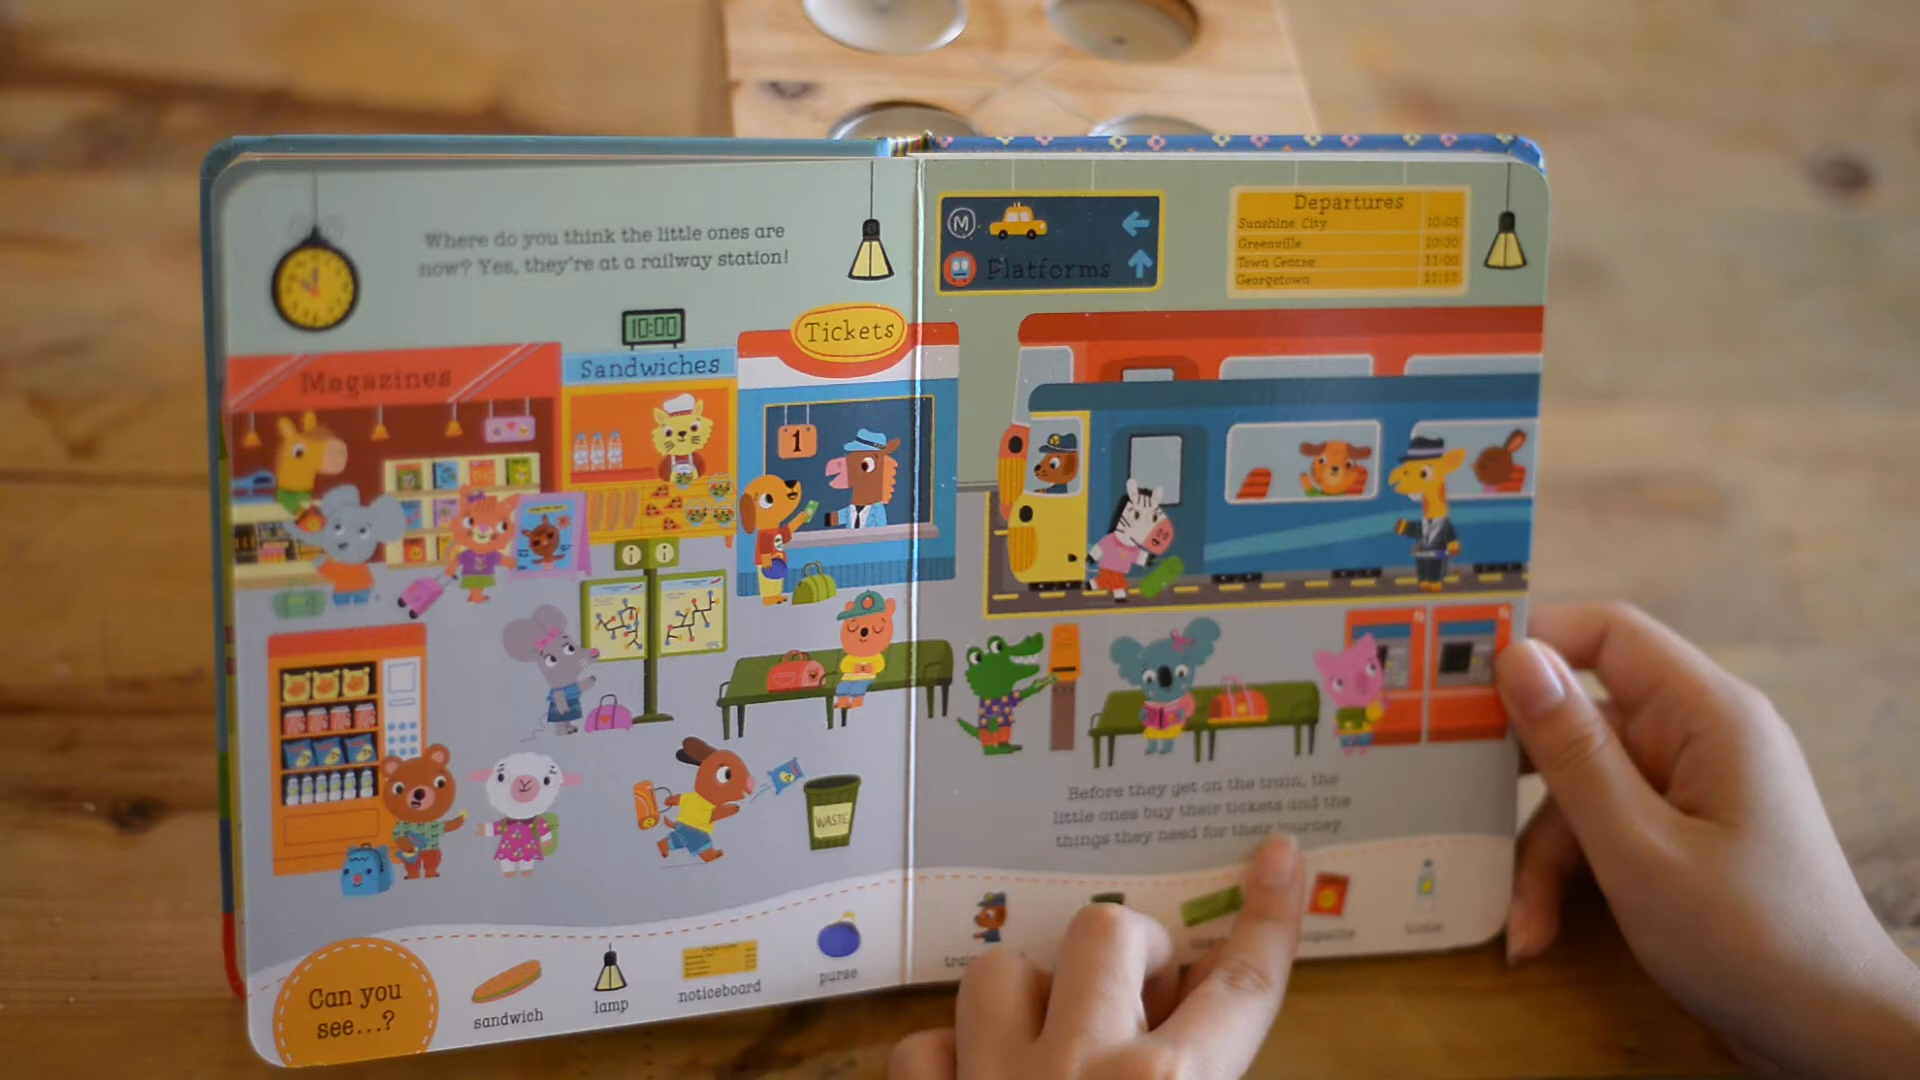 Where do you think the little ones are
now? Yes, they're at a railway station!
10:00
Magazines
Sandwiches
Tickets
1
i i
WASTE
M
Platforms
Departures
Sunshine City 10:05
Greenville 10:30
Town Centre 11:00
Georgetown 11:17
Before they get on the train, the
little ones buy their tickets and the
things they need for their journey
Can you
see...?
sandwich
lamp
noticeboard
purse